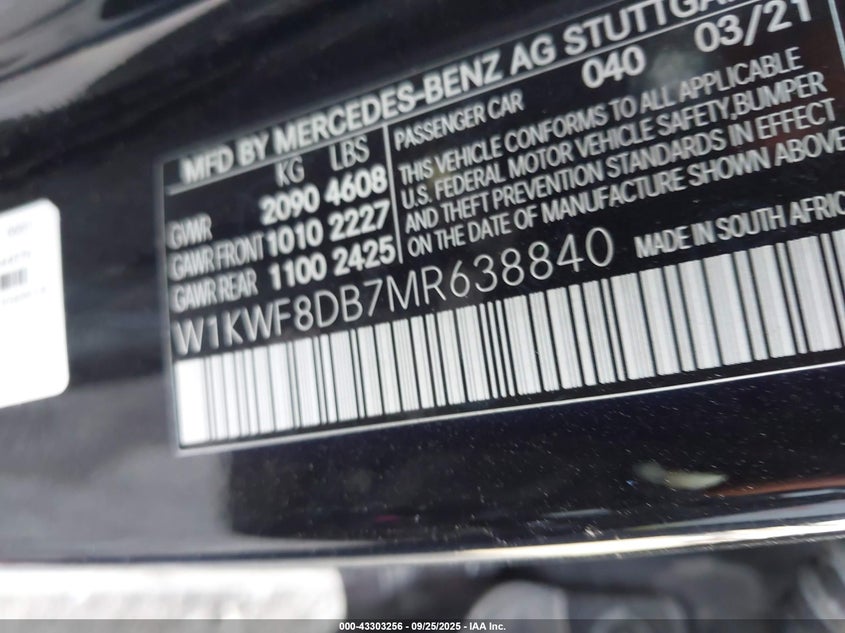 MFD BY MERCEDES-BENZ AG STUTTGA
KG LBS
GVWR 2090 4608
GAWR FRONT 1010 2227
GAWR REAR 1100 2425
PASSENGER CAR 040 03/21
THIS VEHICLE CONFORMS TO ALL APPLICABLE
U.S. FEDERAL MOTOR VEHICLE SAFETY,BUMPER
AND THEFT PREVENTION STANDARDS IN EFFECT
ON THE DATE OF MANUFACTURE SHOWN ABOVE
W1KWF8DB7MR638840 MADE IN SOUTH AFRIC
000-43303256 - 09/25/2025 - IAA Inc.